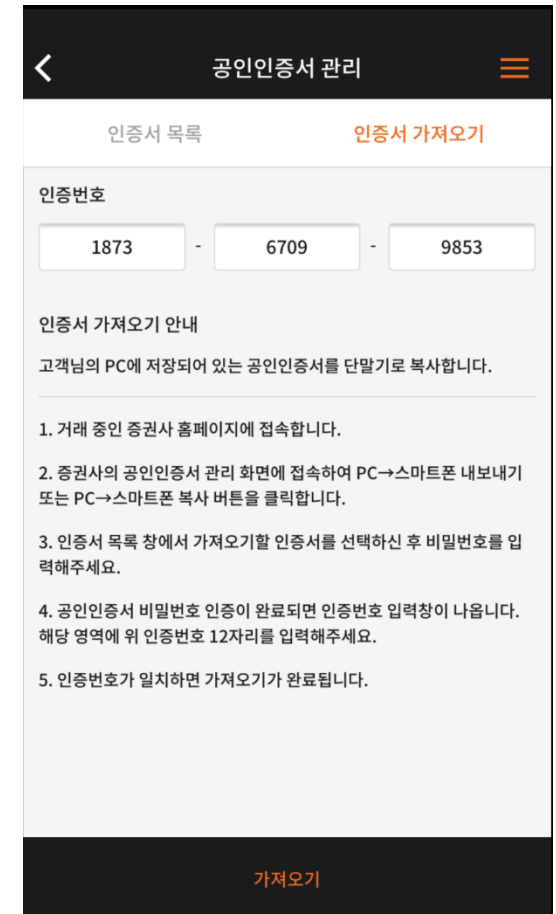 공인인증서 관리
인증서 목록
인증서 가져오기
인증번호
1873 - 6709 - 9853
인증서 가져오기 안내
고객님의 PC에 저장되어 있는 공인인증서를 단말기로 복사합니다.
1. 거래 중인 증권사 홈페이지에 접속합니다.
2. 증권사의 공인인증서 관리 화면에 접속하여 PC→스마트폰 내보내기
또는 PC→스마트폰 복사 버튼을 클릭합니다.
3. 인증서 목록 창에서 가져오기할 인증서를 선택하신 후 비밀번호를 입
력해주세요.
4. 공인인증서 비밀번호 인증이 완료되면 인증번호 입력창이 나옵니다.
해당 영역에 위 인증번호 12자리를 입력해주세요.
5. 인증번호가 일치하면 가져오기가 완료됩니다.
가져오기